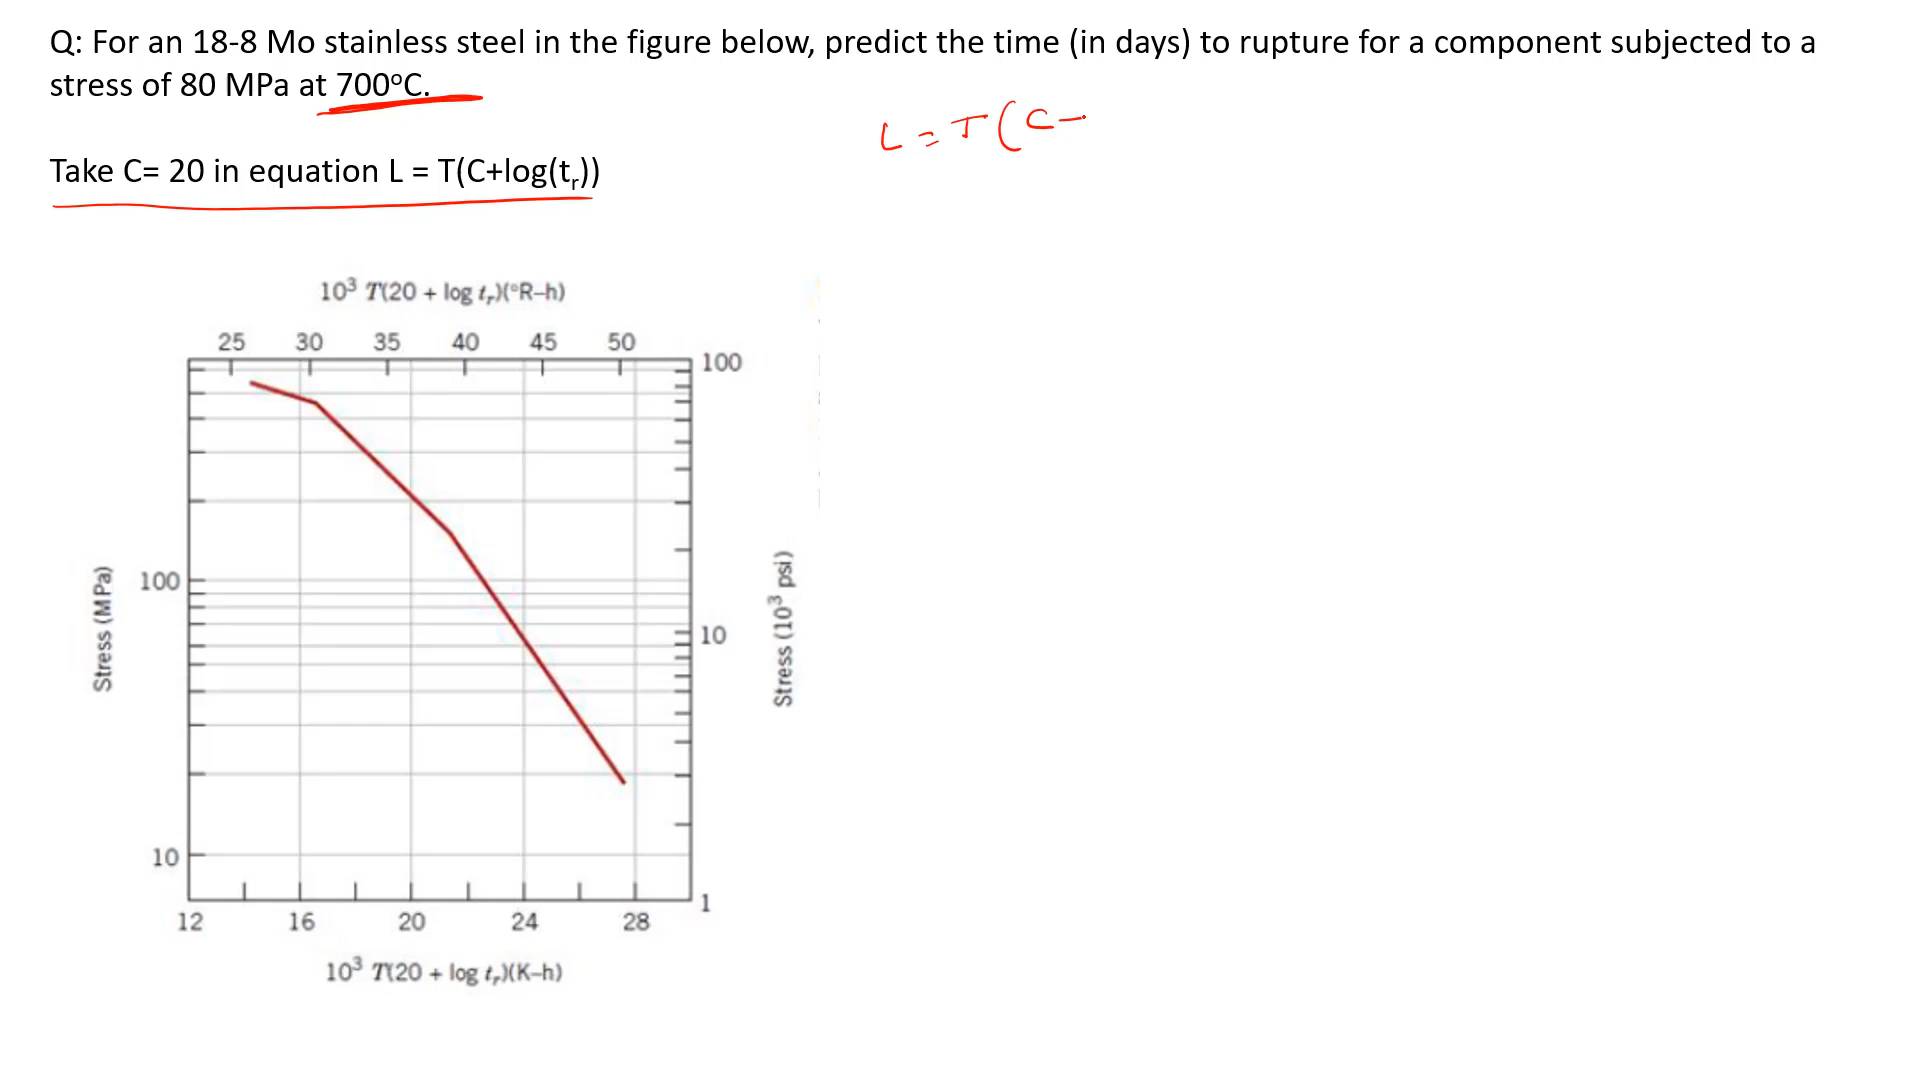 Q: For an 18-8 Mo stainless steel in the figure below, predict the time (in days) to rupture for a component subjected to a
stress of 80 MPa at 700°C.
L = T(C-
Take C= 20 in equation L = T(C+log(tr))
10³ T(20 + log tr)(°R–h)
25 30 35 40 45 50
100
Stress (MPa)
100
10
Stress (10³ psi)
10
1
12 16 20 24 28
10³ T(20 + log tr)(K–h)